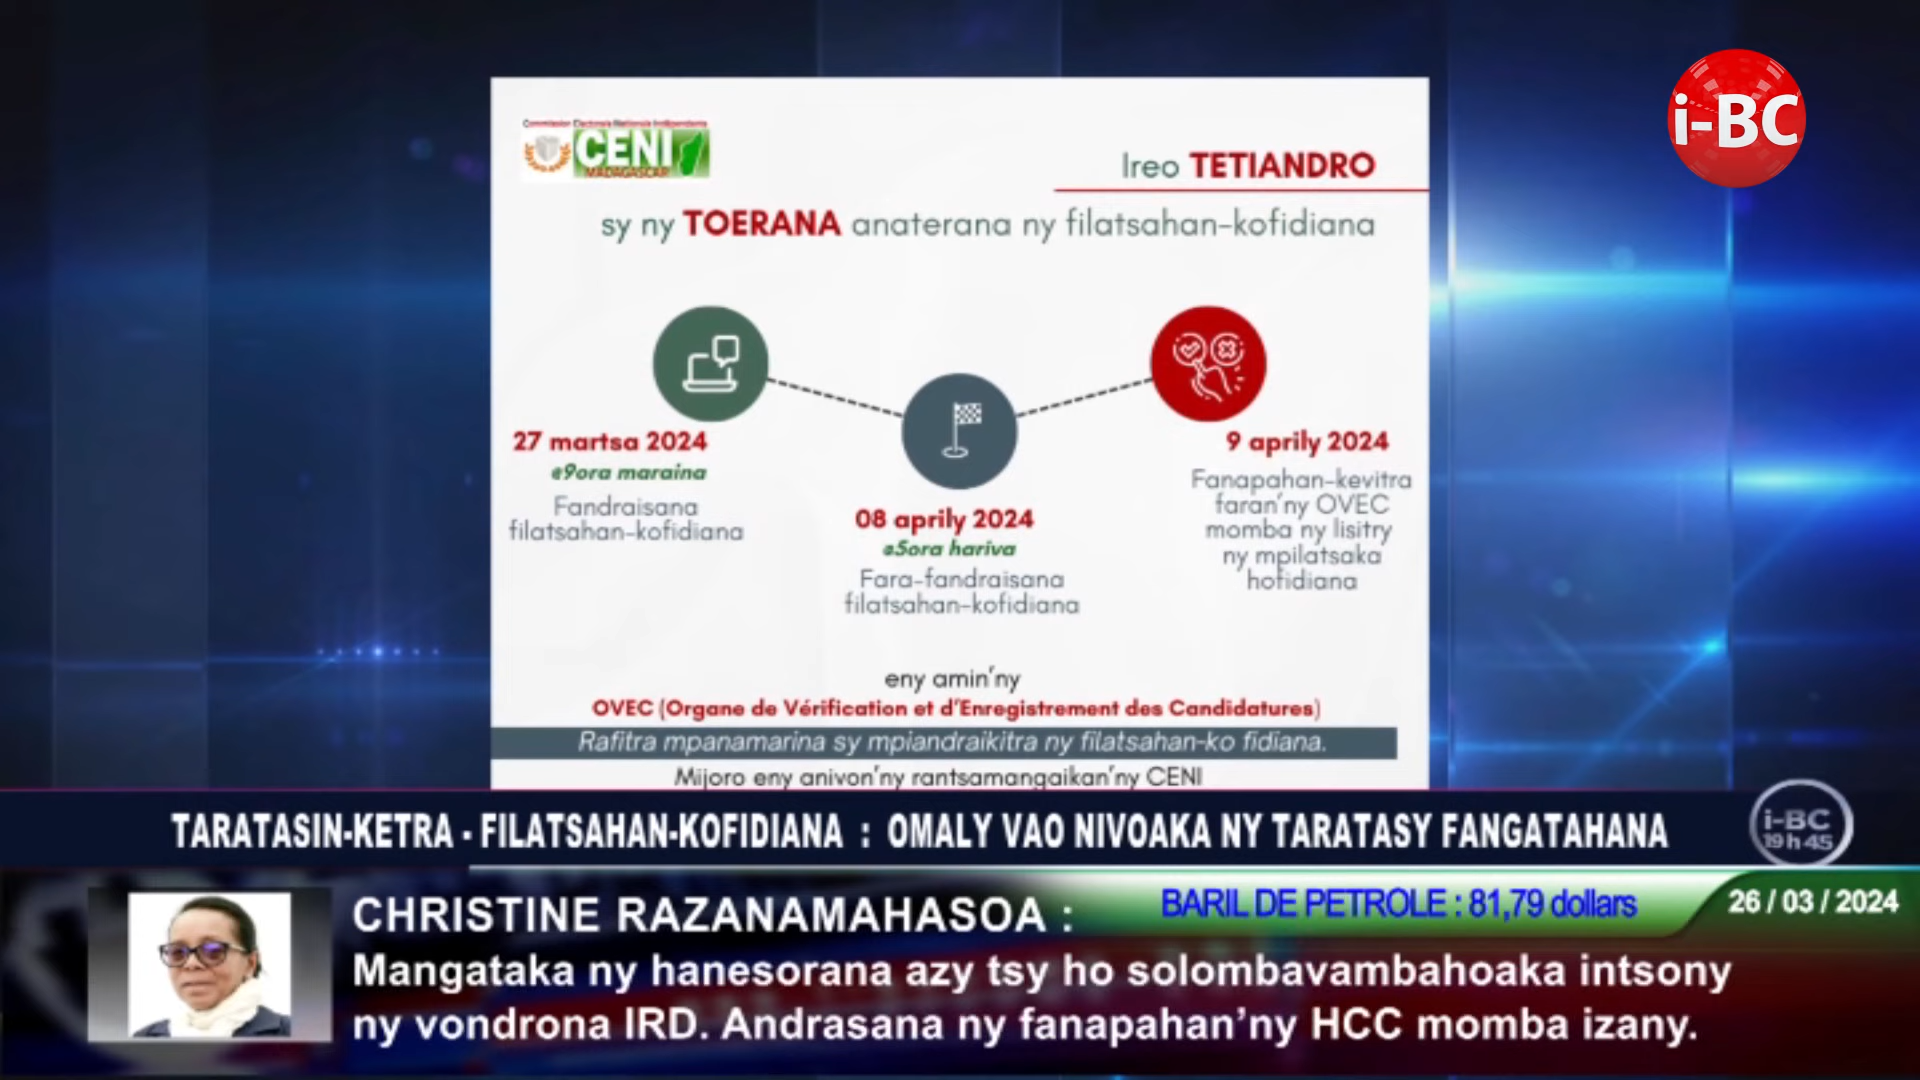 i-BC
Commission Electorale Nationale Indépendante
CENI
MADAGASCAR
Ireo TETIANDRO
sy ny TOERANA anaterana ny filatsahan-kofidiana
27 martsa 2024
@9ora maraina
Fandraisana
filatsahan-kofidiana
08 aprily 2024
@5ora hariva
Fara-fandraisana
filatsahan-kofidiana
9 aprily 2024
Fanapahan-kevitra
faran'ny OVEC
momba ny lisitry
ny mpilatsaka
hofidiana
eny amin'ny
OVEC (Organe de Vérification et d'Enregistrement des Candidatures)
Rafitra mpanamarina sy mpiandraikitra ny filatsahan-ko fidiana.
Mijoro eny anivon'ny rantsamangaikan'ny CENI
TARATASIN-KETRA - FILATSAHAN-KOFIDIANA : OMALY VAO NIVOAKA NY TARATASY FANGATAHANA
i-BC
19h45
BARIL DE PETROLE : 81,79 dollars
26 / 03 / 2024
CHRISTINE RAZANAMAHASOA :
Mangataka ny hanesorana azy tsy ho solombavambahoaka intsony
ny vondrona IRD. Andrasana ny fanapahan'ny HCC momba izany.